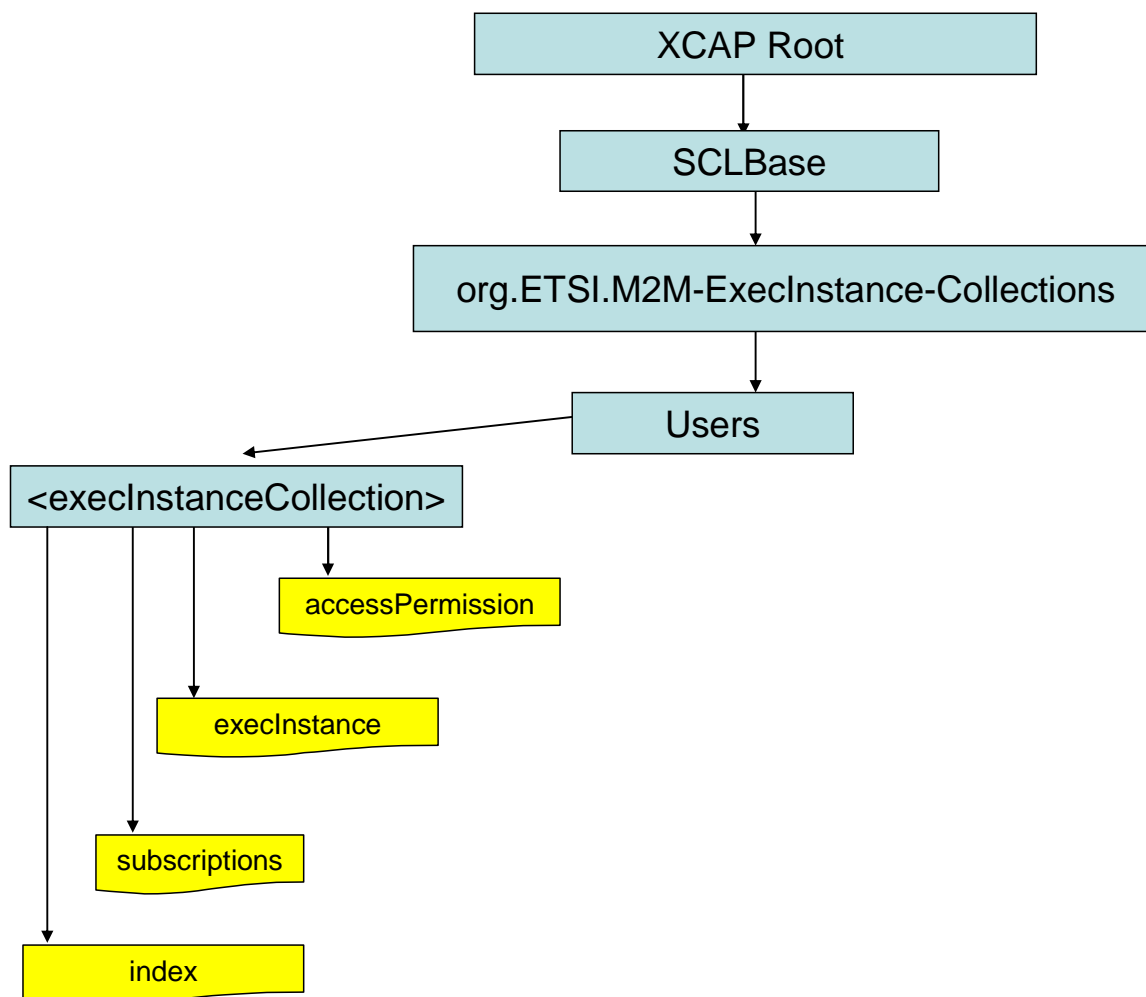 XCAP Root
SCLBase
org.ETSI.M2M-ExecInstance-Collections
Users
<execInstanceCollection>
accessPermission
execInstance
subscriptions
index